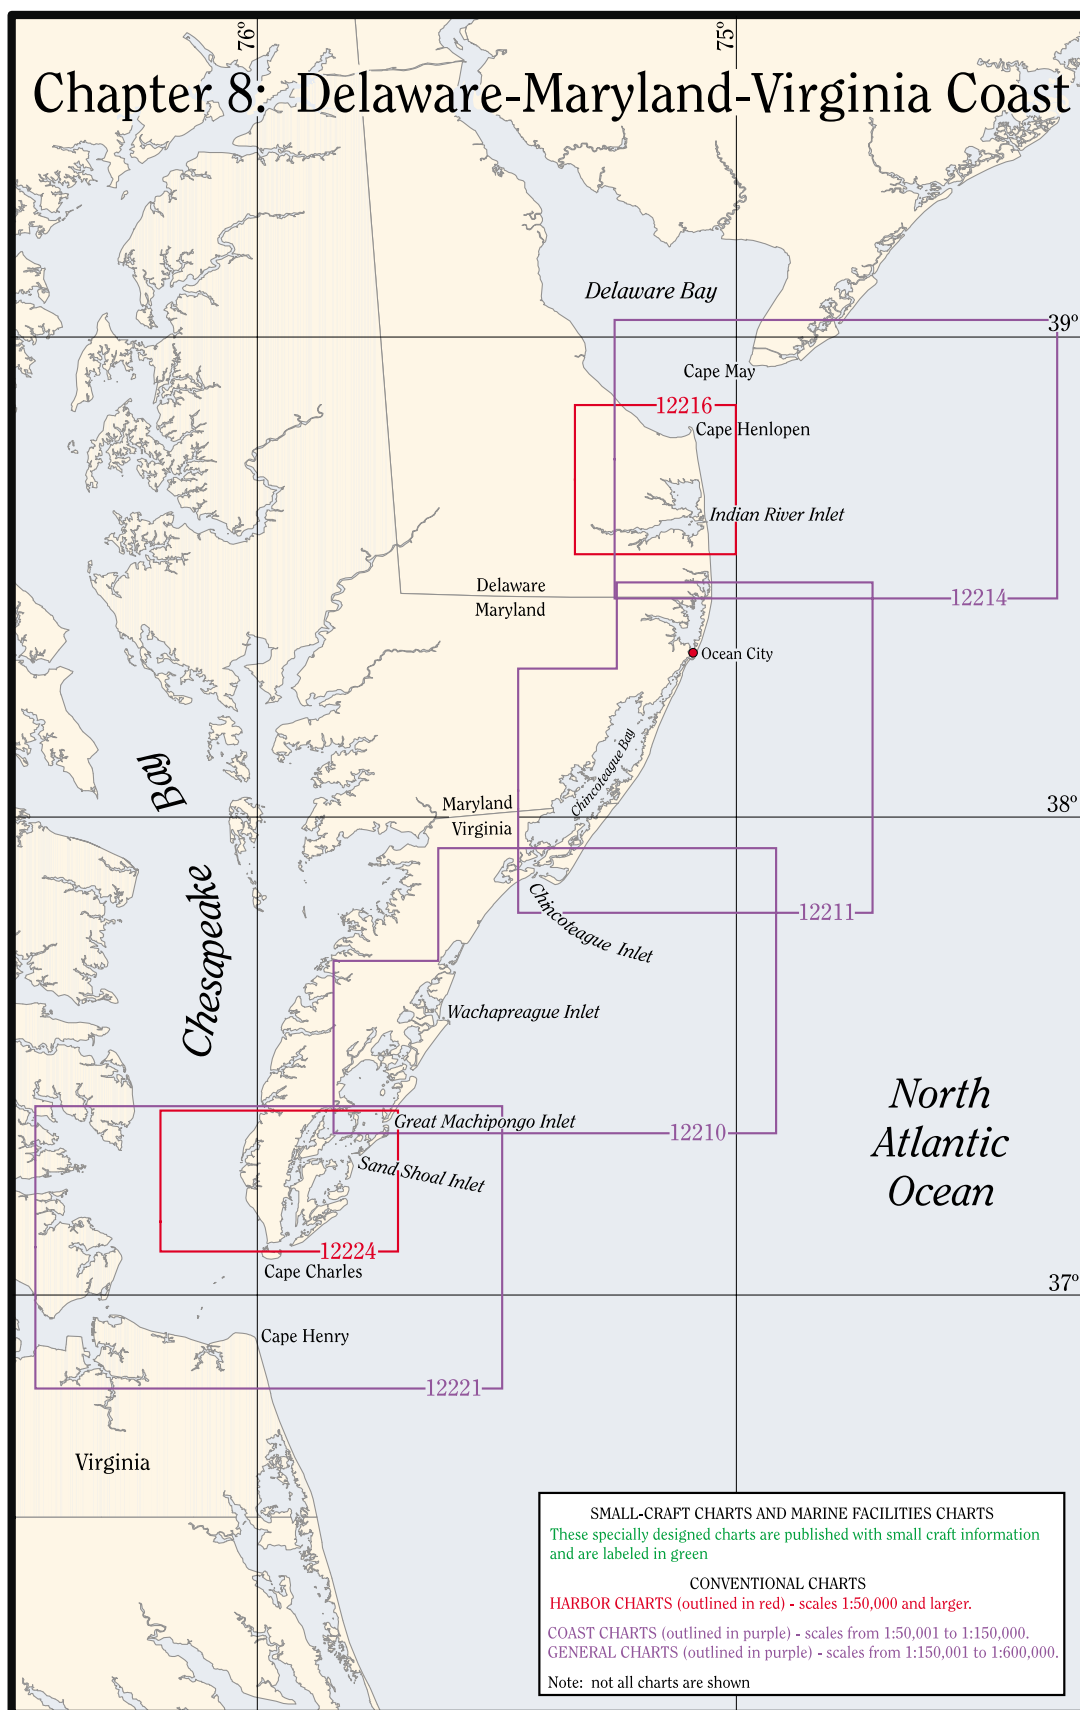 76º
75º
Chapter 8: Delaware-Maryland-Virginia Coast
Delaware Bay
39º
Cape May
12216
Cape Henlopen
Indian River Inlet
Delaware
Maryland
12214
Ocean City
Chincoteague Bay
Bay
Maryland
Virginia
38º
Chesapeake
Chincoteague Inlet
12211
Wachapreague Inlet
North
Atlantic
Ocean
Great Machipongo Inlet
12210
Sand Shoal Inlet
12224
Cape Charles
37º
Cape Henry
12221
Virginia
SMALL-CRAFT CHARTS AND MARINE FACILITIES CHARTS
These specially designed charts are published with small craft information
and are labeled in green
CONVENTIONAL CHARTS
HARBOR CHARTS (outlined in red) - scales 1:50,000 and larger.
COAST CHARTS (outlined in purple) - scales from 1:50,001 to 1:150,000.
GENERAL CHARTS (outlined in purple) - scales from 1:150,001 to 1:600,000.
Note: not all charts are shown